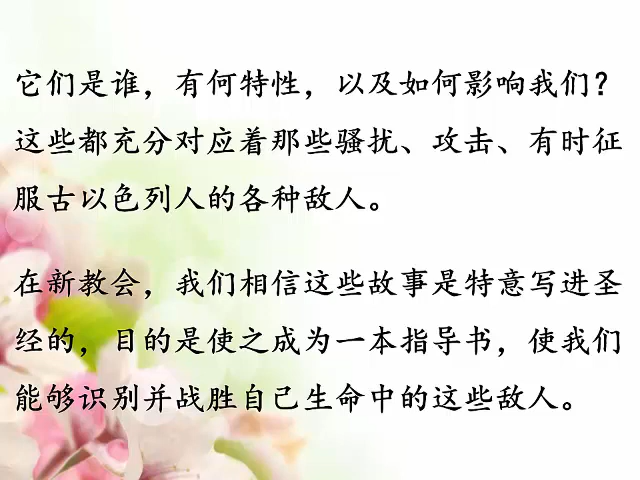 它们是谁，有何特性，以及如何影响我们？
这些都充分对应着那些骚扰、攻击、有时征
服古以色列人的各种敌人。
在新教会，我们相信这些故事是特意写进圣
经的，目的是使之成为一本指导书，使我们
能够识别并战胜自己生命中的这些敌人。